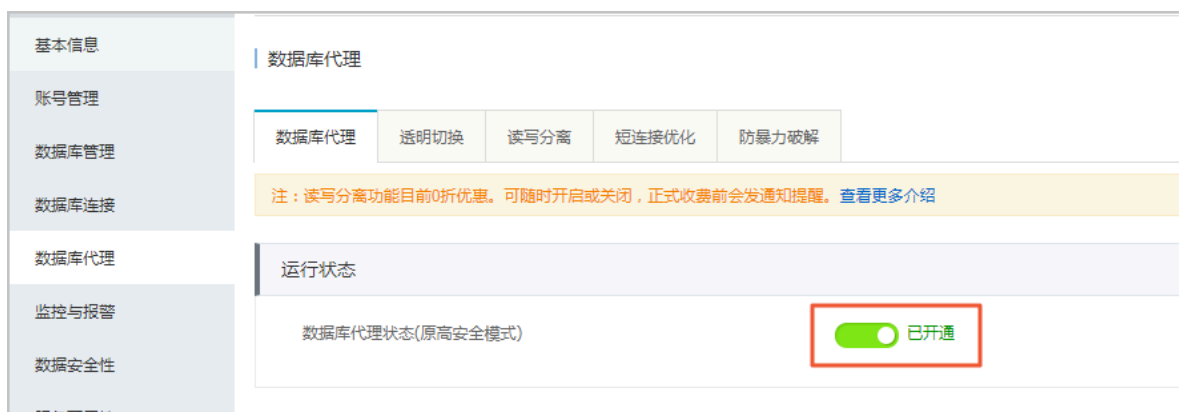 基本信息
账号管理
数据库管理
数据库连接
数据库代理
监控与报警
数据安全性
数据库代理
数据库代理 透明切换 读写分离 短连接优化 防暴力破解
注：读写分离功能目前0折优惠。可随时开启或关闭，正式收费前会发通知提醒。查看更多介绍
运行状态
数据库代理状态(原高安全模式) 已开通